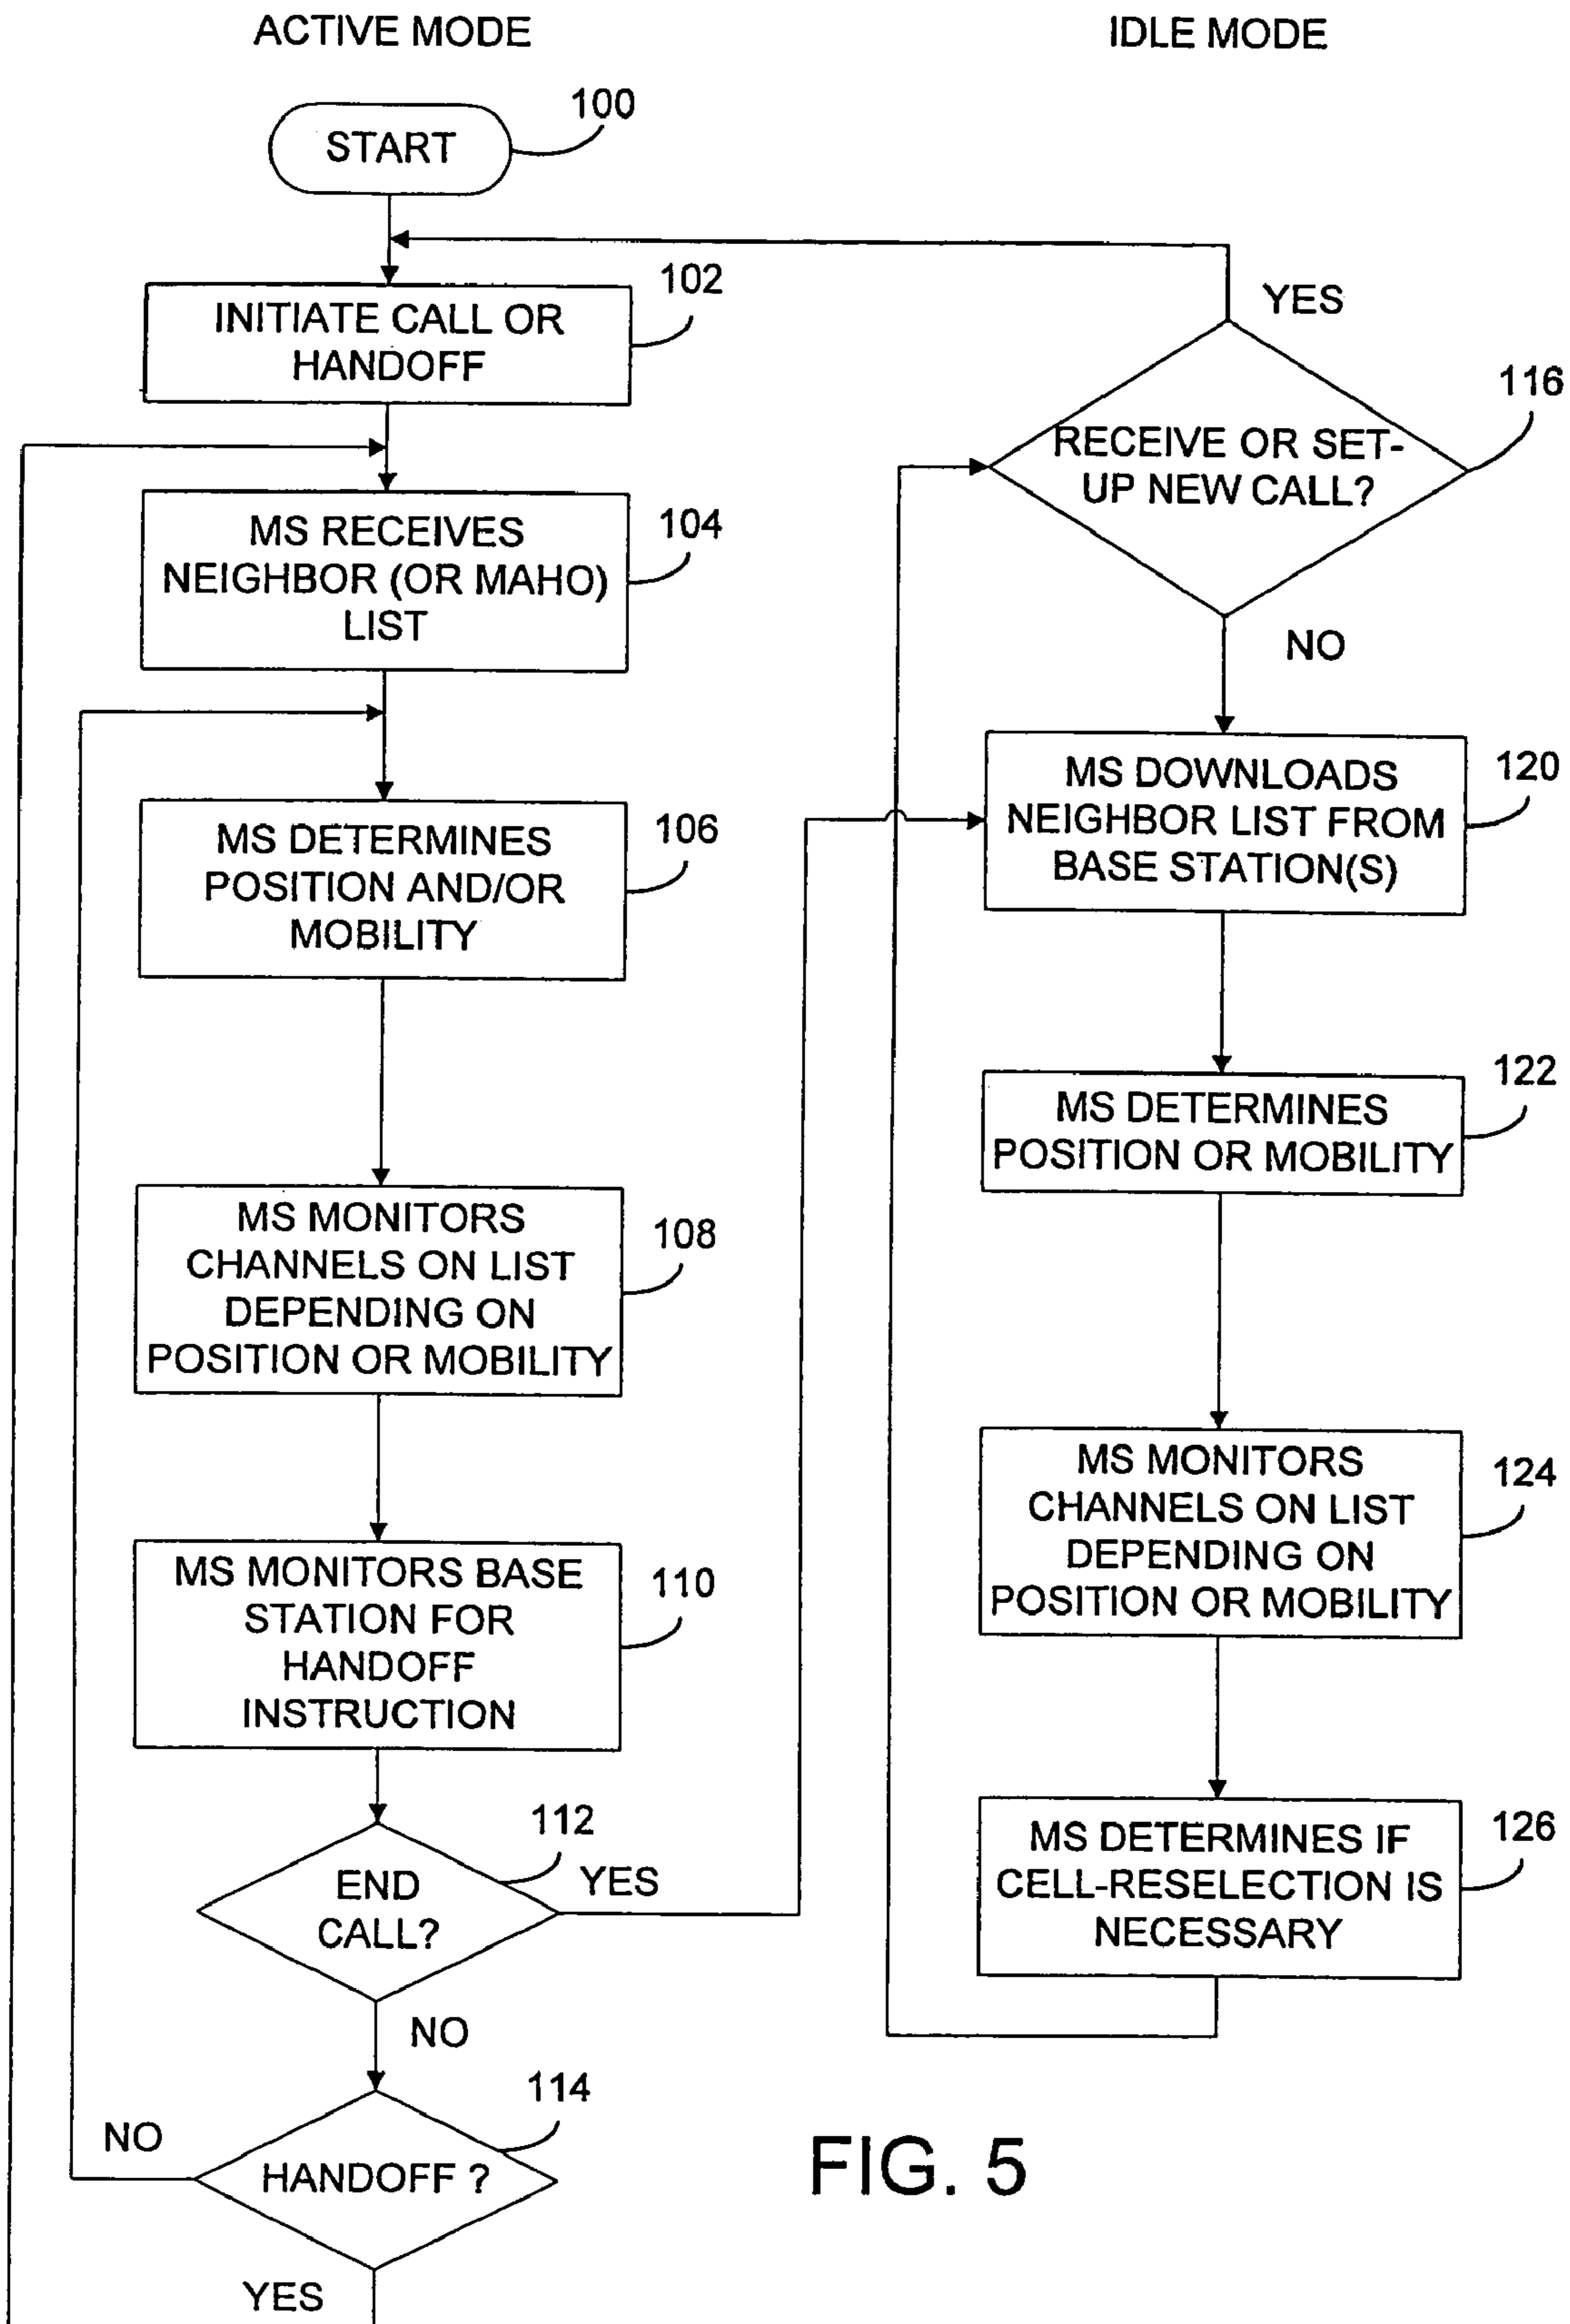 ACTIVE MODE
START
100
INITIATE CALL OR
HANDOFF
102
MS RECEIVES
NEIGHBOR (OR MAHO)
LIST
104
MS DETERMINES
POSITION AND/OR
MOBILITY
106
MS MONITORS
CHANNELS ON LIST
DEPENDING ON
POSITION OR MOBILITY
108
MS MONITORS BASE
STATION FOR
HANDOFF
INSTRUCTION
110
END
CALL?
112
YES
NO
HANDOFF ?
114
NO
YES
IDLE MODE
YES
RECEIVE OR SET-
UP NEW CALL?
116
NO
MS DOWNLOADS
NEIGHBOR LIST FROM
BASE STATION(S)
120
MS DETERMINES
POSITION OR MOBILITY
122
MS MONITORS
CHANNELS ON LIST
DEPENDING ON
POSITION OR MOBILITY
124
MS DETERMINES IF
CELL-RESELECTION IS
NECESSARY
126
FIG. 5